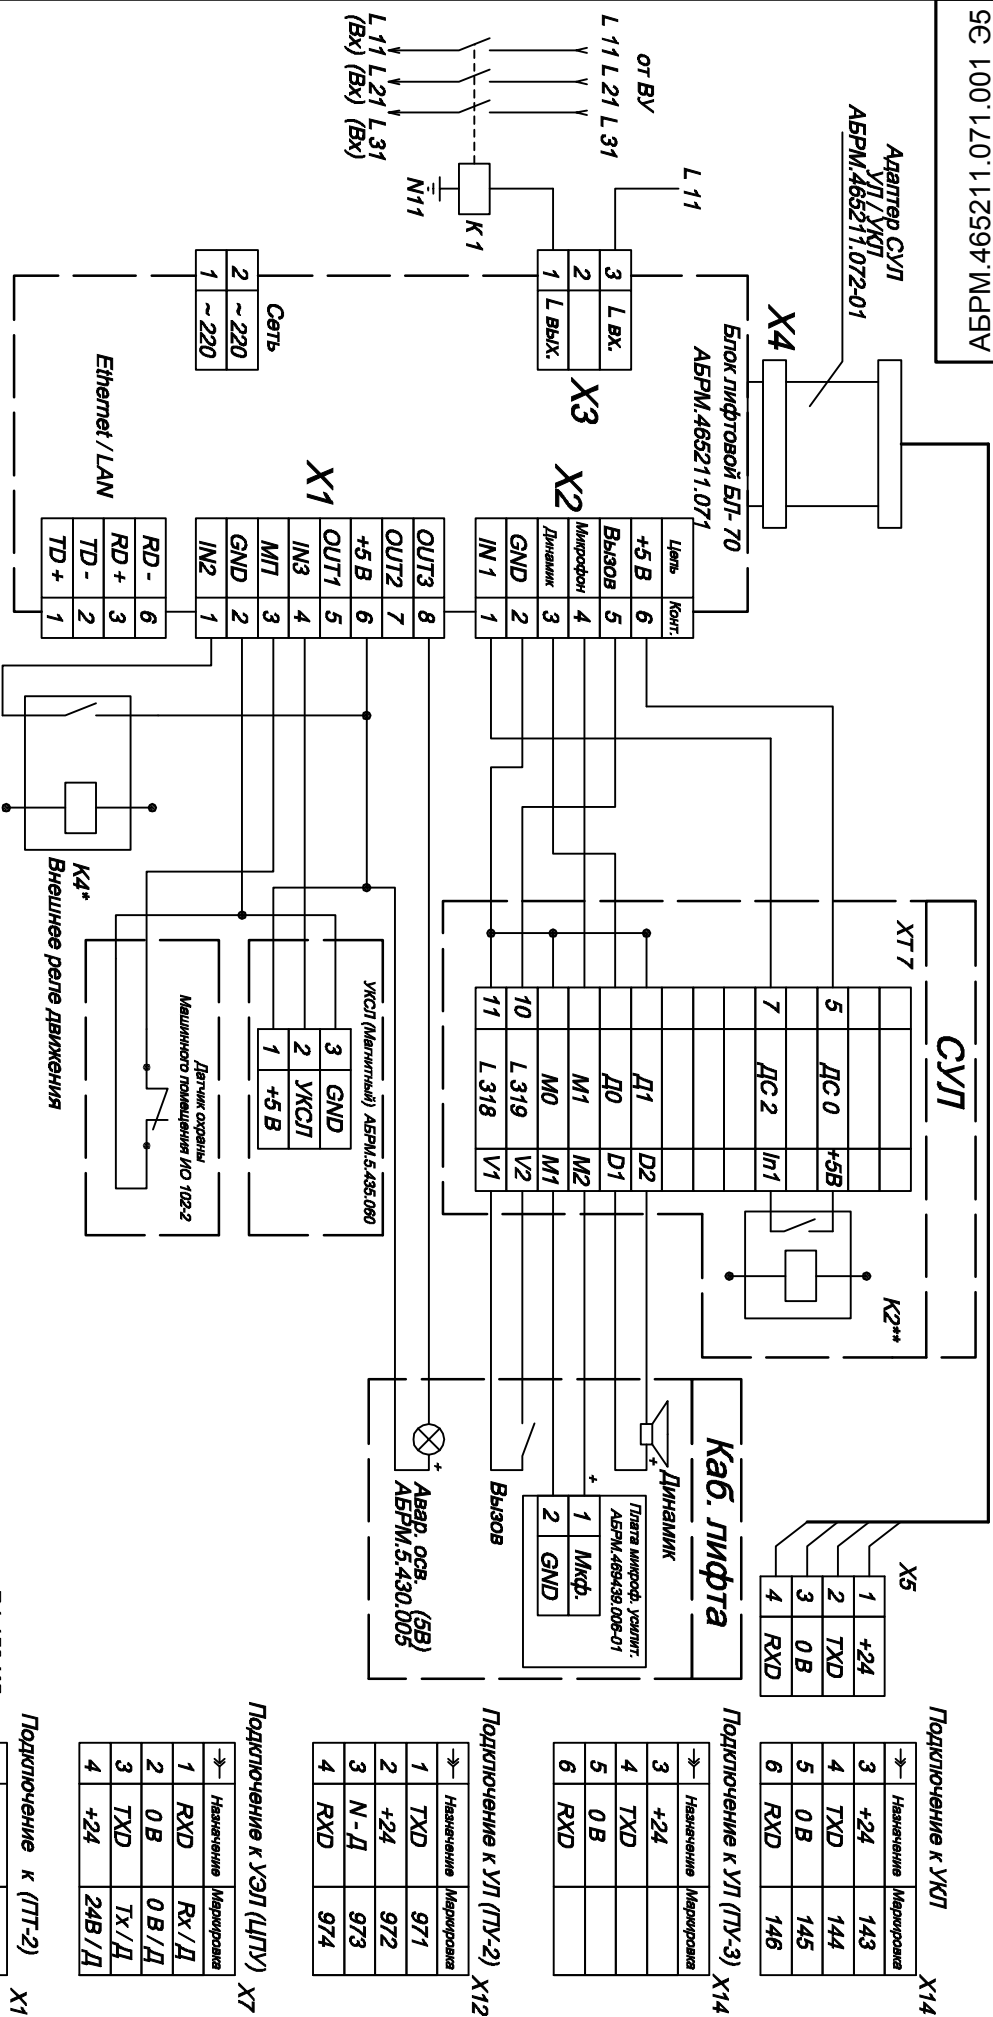 АБРМ.465211.071.001 Э5
Адаптер СУЛ
УЛ / УКЛ
АБРМ.465211.072-01
X4
от ВУ
L 11 L 21 L 31
L 11
L 11 L 21 L 31
(Вх) (Вх) (Вх)
K 1
N11
Блок лифтовой БЛ- 70
АБРМ.465211.071
X3
3 L вх.
2
1 L вых.
Сеть
2 ~ 220
1 ~ 220
X2
Цепь Конт.
+5 В 6
Вызов 5
Микрофон 4
Динамик 3
GND 2
IN 1 1
X1
OUT3 8
OUT2 7
+5 В 6
OUT1 5
IN3 4
МП 3
GND 2
IN2 1
Ethernet / LAN
RD - 6
RD + 3
TD - 2
TD + 1
К4*
Внешнее реле движения
СУЛ
XT 7
5 ДС 0 +5В
7 ДС 2 In1
Д1 D2
Д0 D1
М1 M2
М0 M1
10 L 319 V2
11 L 318 V1
К2**
УКСЛ (Магнитный) АБРМ.5.435.060
3 GND
2 УКСЛ
1 +5 В
Датчик охраны
Машинного помещения ИО 102-2
Каб. лифта
Динамик
+
Плата микроф. усилит.
АБРМ.469439.006-01
+
1 Мкф.
2 GND
Вызов
+
Авар. осв. (5В)
АБРМ.5.430.005
X5
1 +24
2 TXD
3 0 В
4 RXD
Подключение к УКЛ
X14
Назначение Маркировка
3 +24 143
4 TXD 144
5 0 В 145
6 RXD 146
Подключение к УЛ (ПУ-3)
X14
Назначение Маркировка
3 +24
4 TXD
5 0 В
6 RXD
Подключение к УЛ (ПУ-2)
X12
Назначение Маркировка
1 TXD 971
2 +24 972
3 N - Д 973
4 RXD 974
Подключение к УЭЛ (ЦПУ)
X7
Назначение Маркировка
1 RXD Rx / Д
2 0 В 0 В / Д
3 TXD Tx / Д
4 +24 24В / Д
Подключение к (ПТ-2)
X1